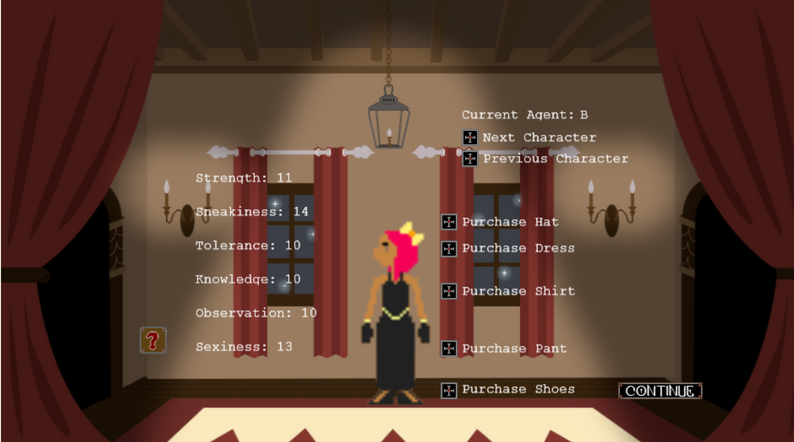 Current Agent: B
Next Character
Previous Character
Strength: 11
Sneakiness: 14
Tolerance: 10
Knowledge: 10
Observation: 10
Sexiness: 13
?
Purchase Hat
Purchase Dress
Purchase Shirt
Purchase Pant
Purchase Shoes
CONTINUE